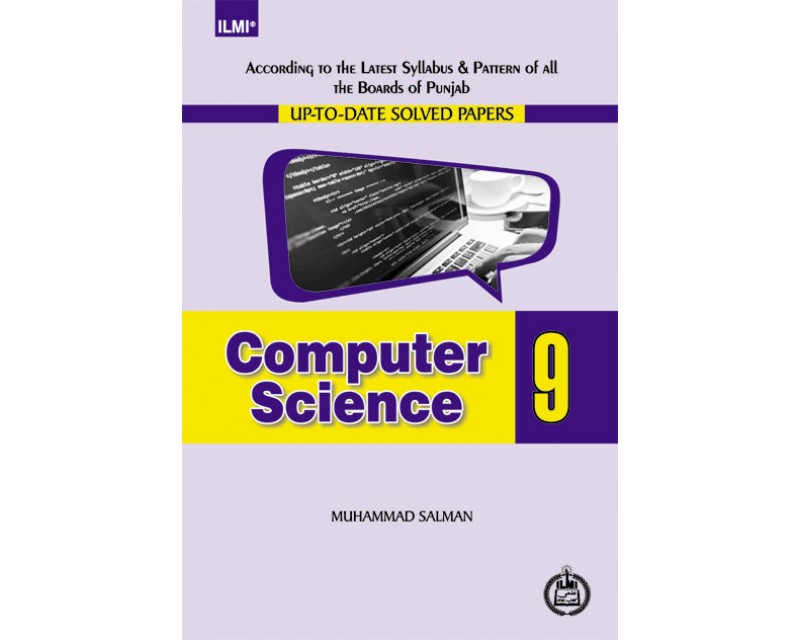 ILMI®
According to the Latest Syllabus & Pattern of all
the Boards of Punjab
UP-TO-DATE SOLVED PAPERS
Computer
Science
9
MUHAMMAD SALMAN
ILMI